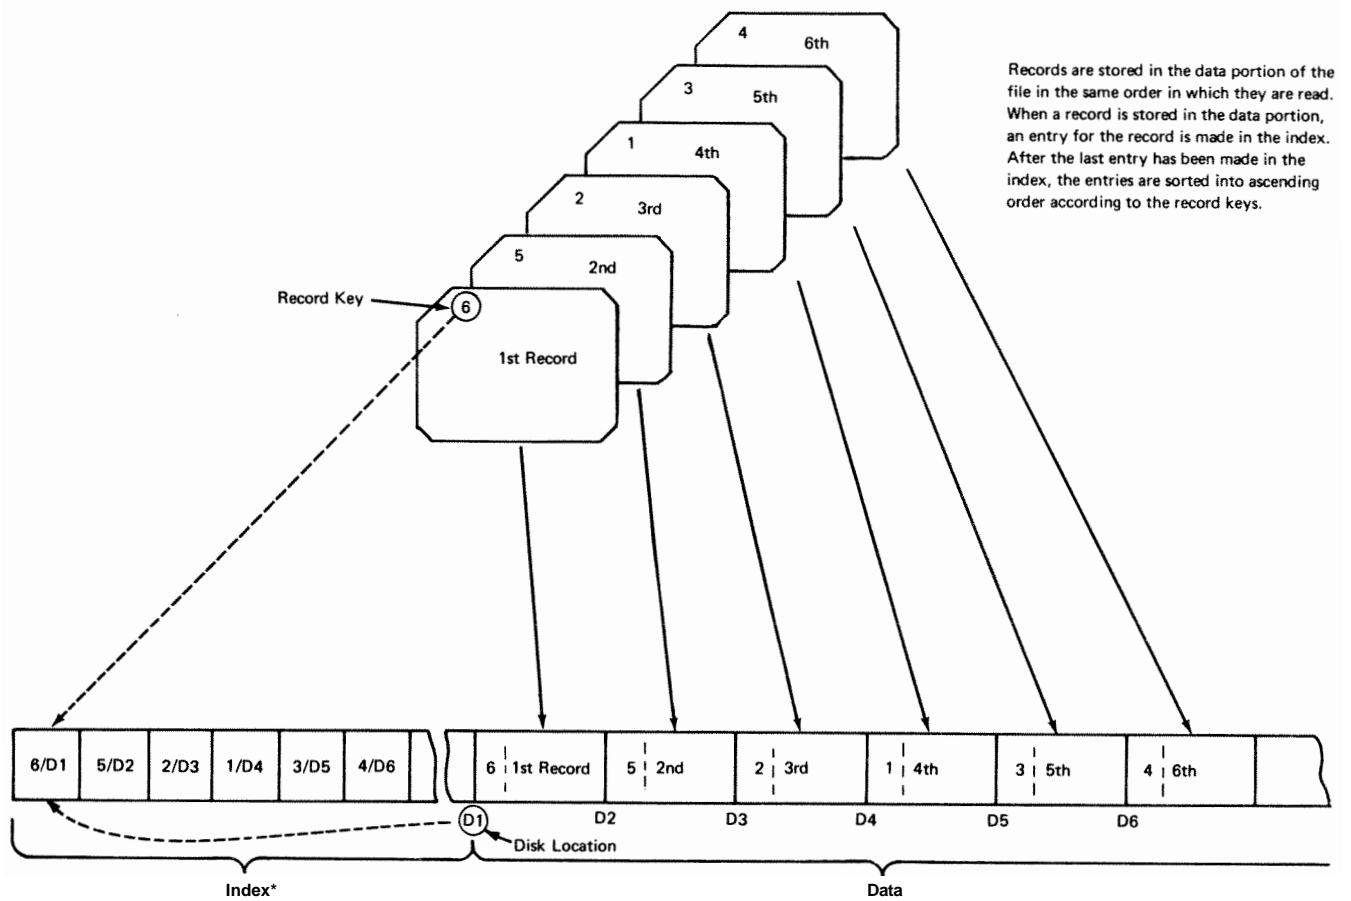 4 6th
3 5th
1 4th
2 3rd
5 2nd
Record Key 6
1st Record
Records are stored in the data portion of the
file in the same order in which they are read.
When a record is stored in the data portion,
an entry for the record is made in the index.
After the last entry has been made in the
index, the entries are sorted into ascending
order according to the record keys.
6/D1 5/D2 2/D3 1/D4 3/D5 4/D6
6 1st Record 5 2nd 2 3rd 1 4th 3 5th 4 6th
D1 D2 D3 D4 D5 D6
Disk Location
Index* Data